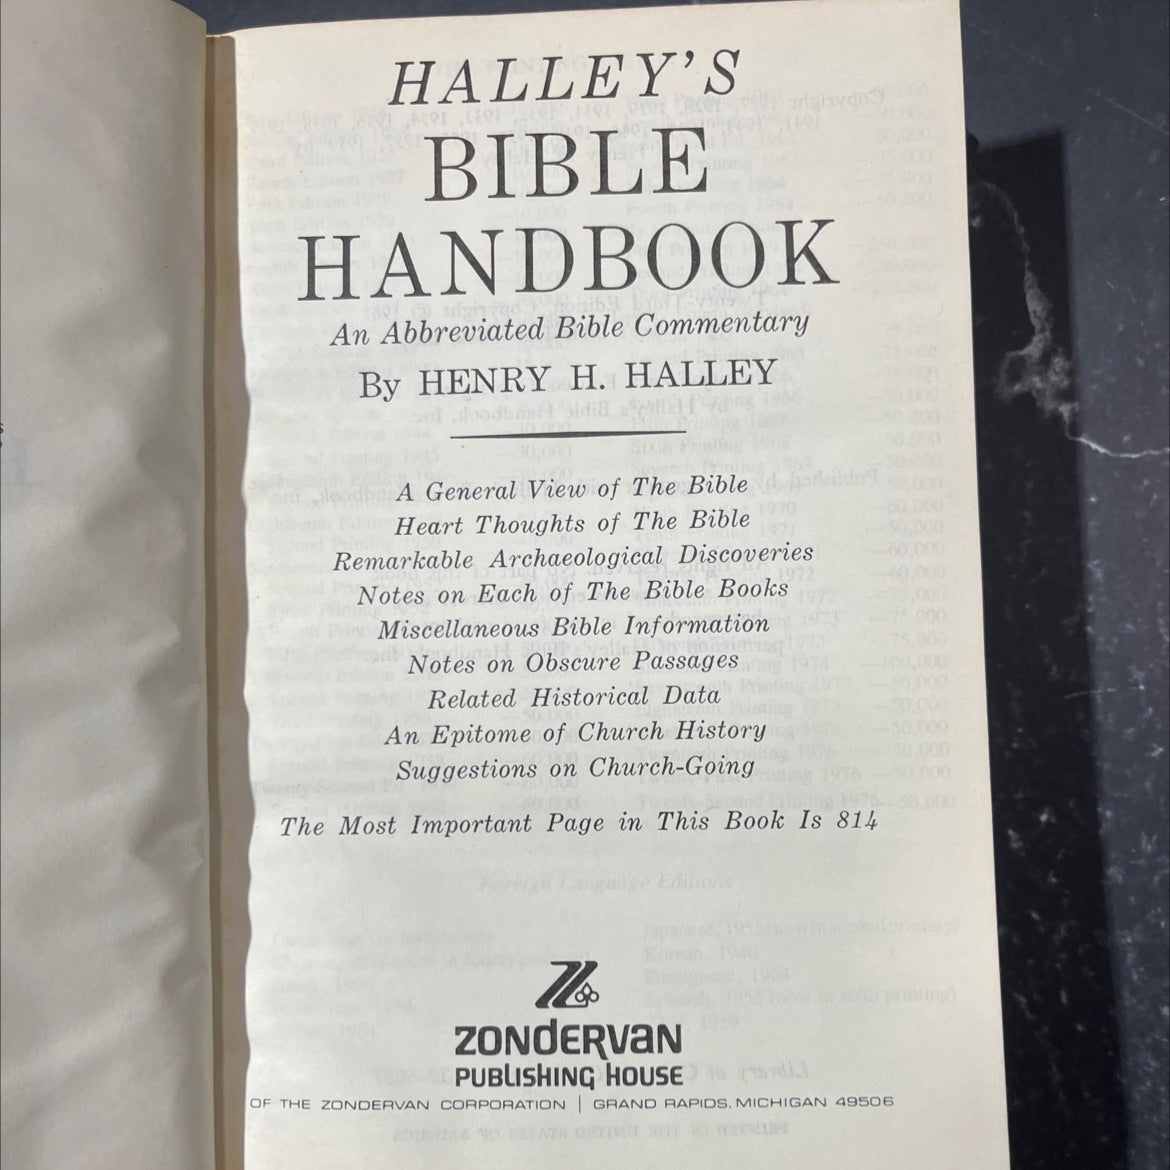 HALLEY'S
BIBLE
HANDBOOK
An Abbreviated Bible Commentary
By HENRY H. HALLEY
A General View of The Bible
Heart Thoughts of The Bible
Remarkable Archaeological Discoveries
Notes on Each of The Bible Books
Miscellaneous Bible Information
Notes on Obscure Passages
Related Historical Data
An Epitome of Church History
Suggestions on Church-Going
The Most Important Page in This Book Is 814
ZONDERVAN
PUBLISHING HOUSE
OF THE ZONDERVAN CORPORATION | GRAND RAPIDS, MICHIGAN 49506